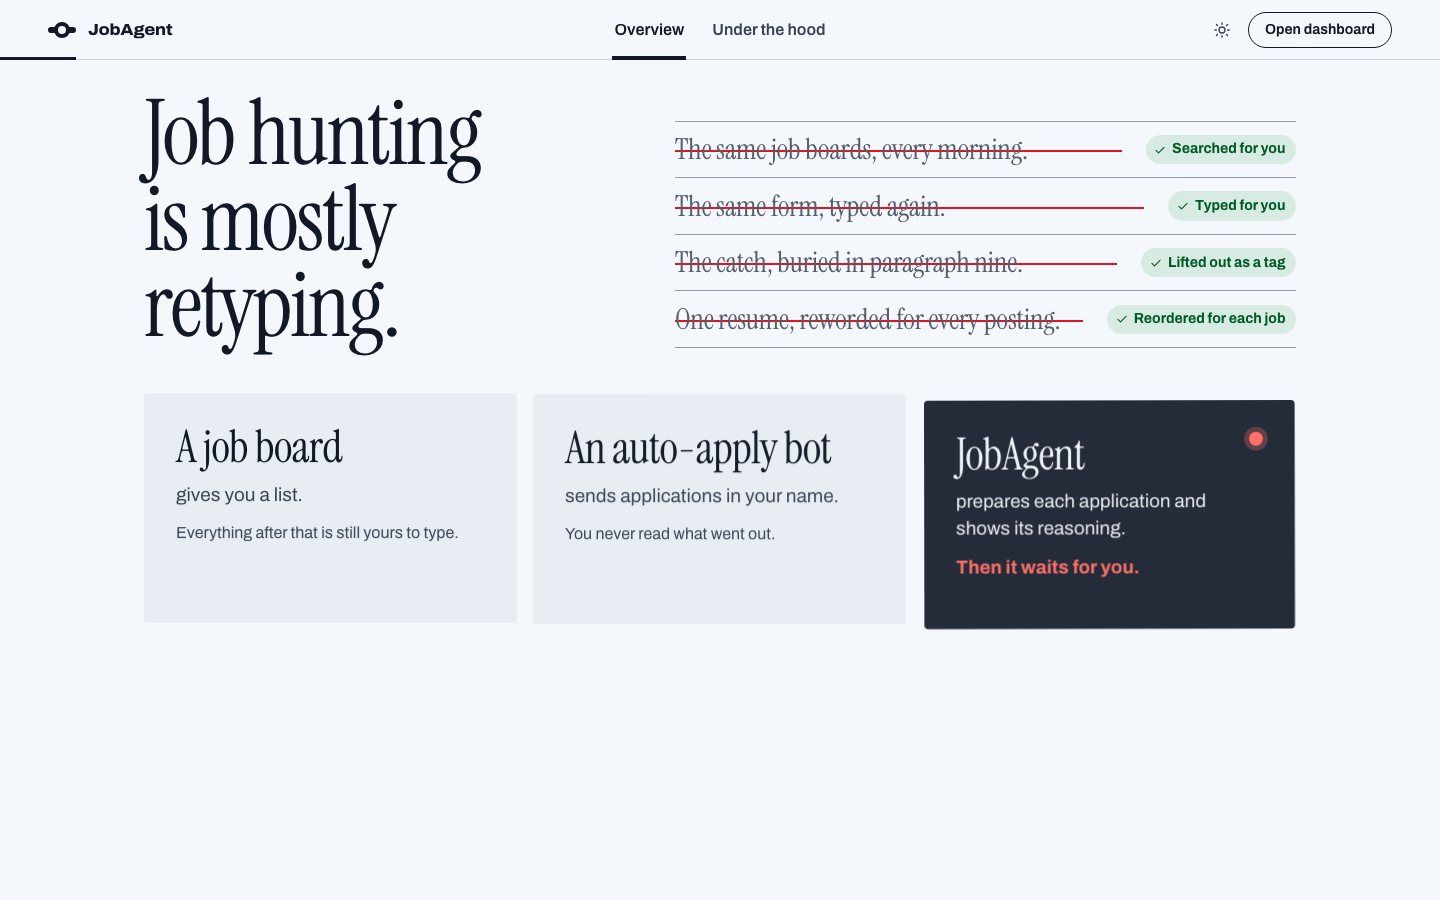 JobAgent
Overview
Under the hood
Open dashboard
Job hunting
is mostly
retyping.
The same job boards, every morning.
Searched for you
The same form, typed again.
Typed for you
The catch, buried in paragraph nine.
Lifted out as a tag
One resume, reworded for every posting.
Reordered for each job
A job board
gives you a list.
Everything after that is still yours to type.
An auto-apply bot
sends applications in your name.
You never read what went out.
JobAgent
prepares each application and
shows its reasoning.
Then it waits for you.